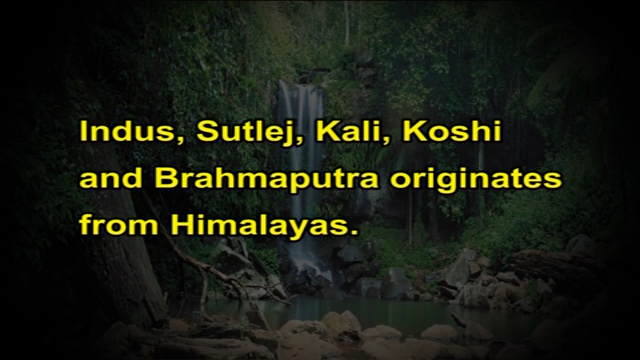 Indus, Sutlej, Kali, Koshi
and Brahmaputra originates
from Himalayas.